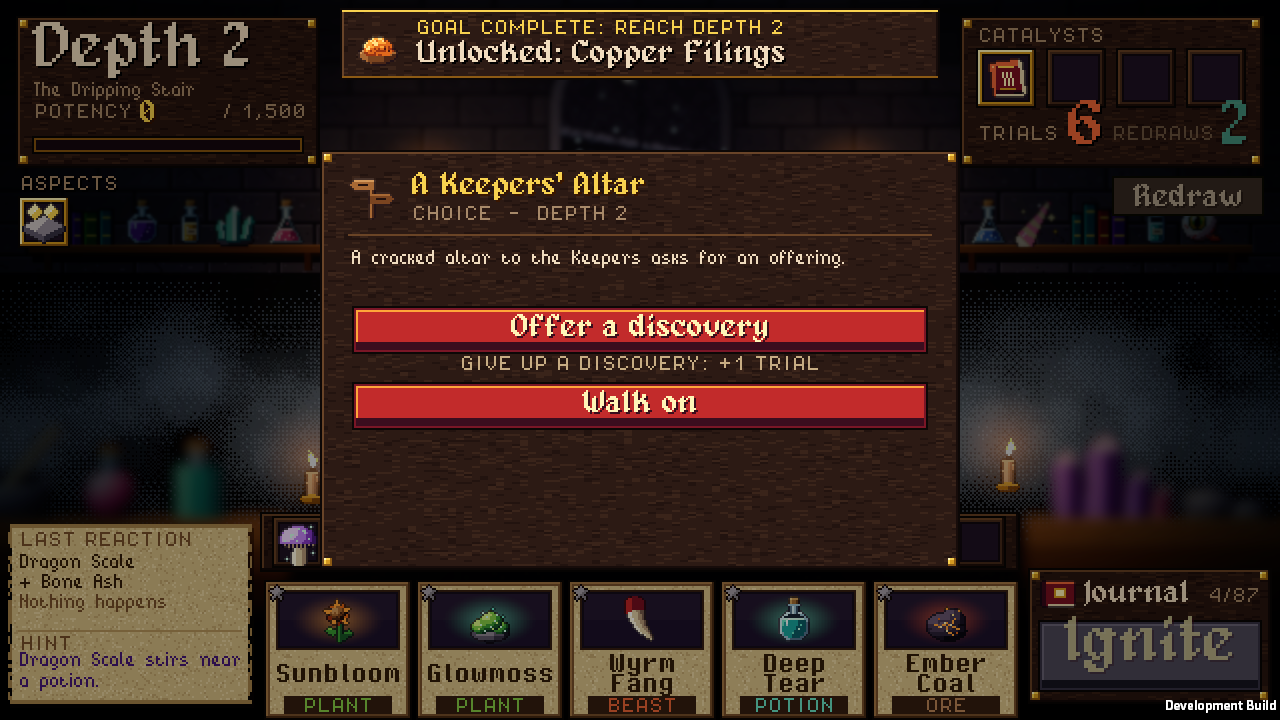 Depth 2
The Dripping Stair
POTENCY 0 / 1,500
ASPECTS
GOAL COMPLETE: REACH DEPTH 2
Unlocked: Copper Filings
CATALYSTS
TRIALS 6 REDRAWS 2
Redraw
A Keepers' Altar
CHOICE - DEPTH 2
A cracked altar to the Keepers asks for an offering.
Offer a discovery
GIVE UP A DISCOVERY: +1 TRIAL
Walk on
LAST REACTION
Dragon Scale
+ Bone Ash
Nothing happens
HINT
Dragon Scale stirs near
a potion.
Sunbloom
PLANT
Glowmoss
PLANT
Wyrm
Fang
BEAST
Deep
Tear
POTION
Ember
Coal
ORE
Journal 4/87
Ignite
Development Build